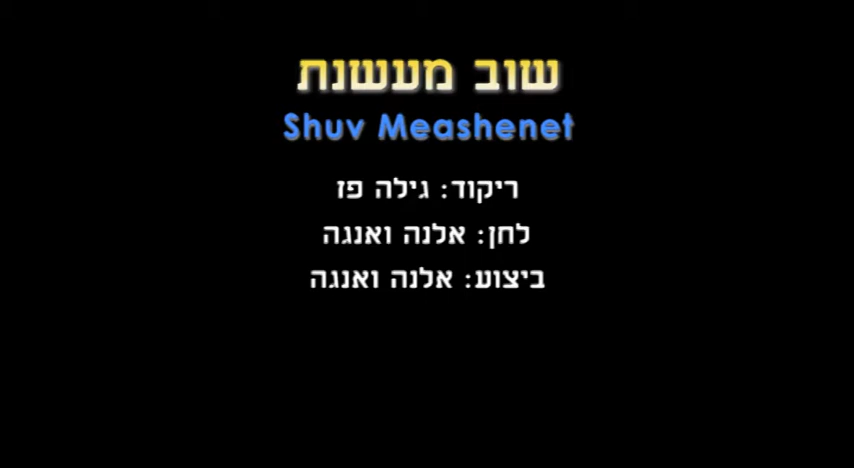 שוב מעשנת
Shuv Meashenet
ריקוד: גילה פז
לחן: אלנה ואנגה
ביצוע: אלנה ואנגה